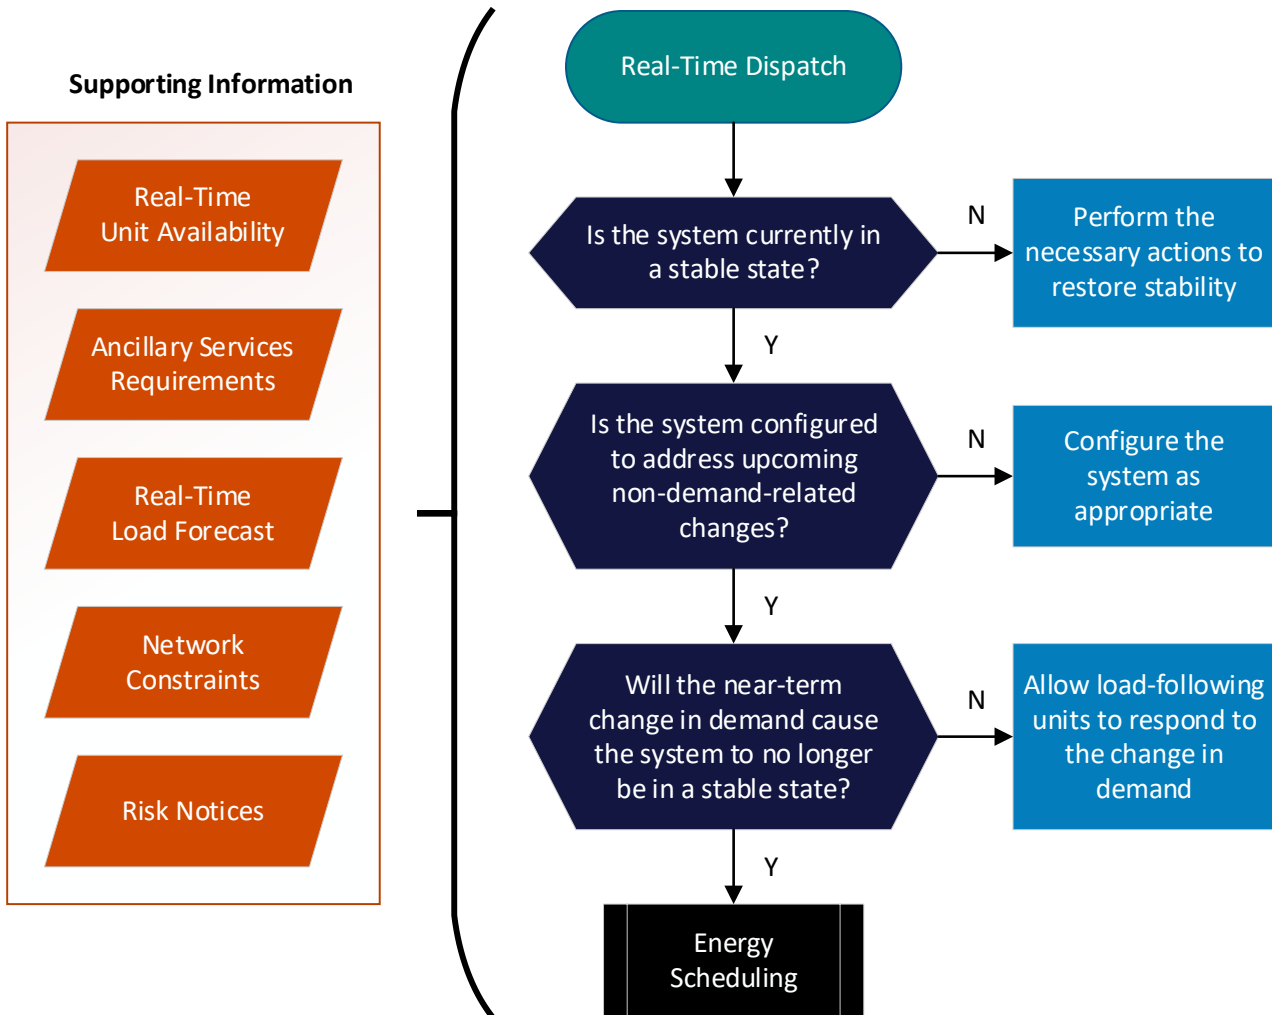 Supporting Information
Real-Time
Unit Availability
Ancillary Services
Requirements
Real-Time
Load Forecast
Network
Constraints
Risk Notices
Real-Time Dispatch
Is the system currently in
a stable state?
N
Perform the
necessary actions to
restore stability
Y
Is the system configured
to address upcoming
non-demand-related
changes?
N
Configure the
system as
appropriate
Y
Will the near-term
change in demand cause
the system to no longer
be in a stable state?
N
Allow load-following
units to respond to
the change in
demand
Y
Energy
Scheduling